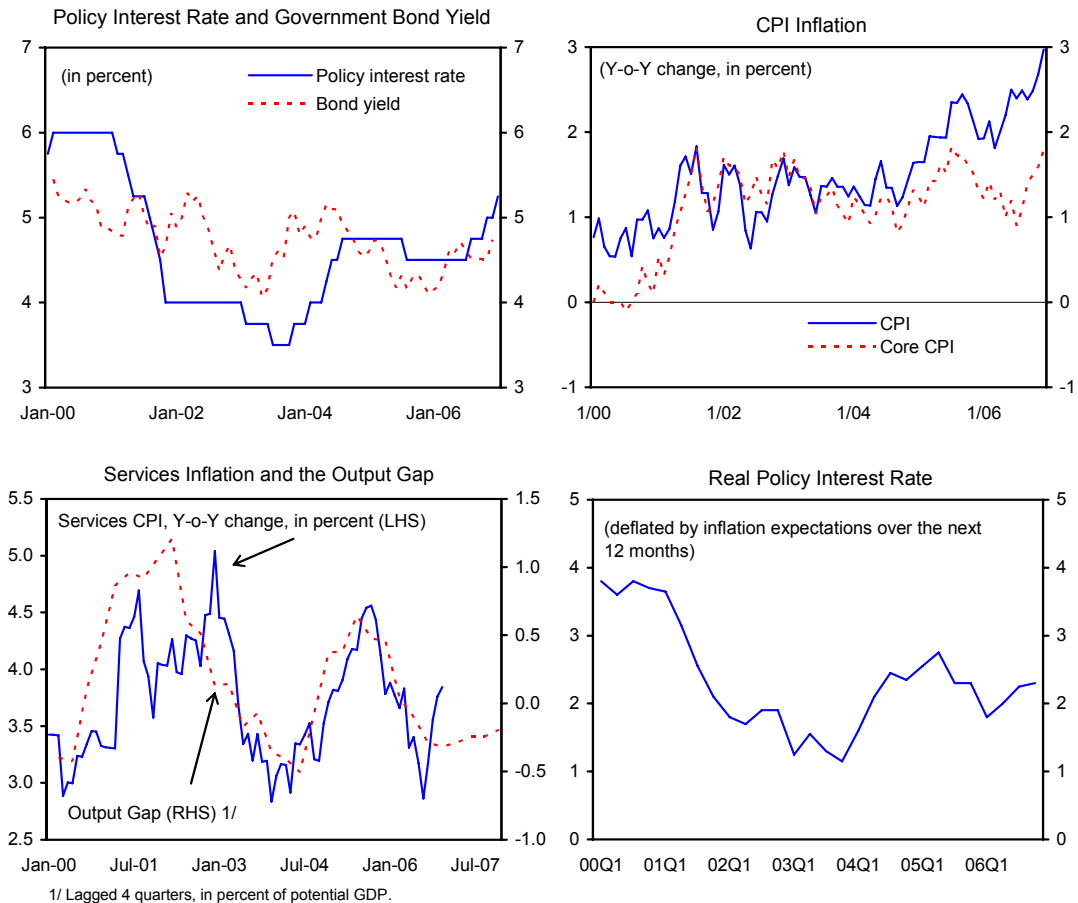 Policy Interest Rate and Government Bond Yield
7
7
(in percent)
Policy interest rate
Bond yield
6
6
5
5
4
4
3
3
Jan-00
Jan-02
Jan-04
Jan-06
CPI Inflation
3
3
(Y-o-Y change, in percent)
2
2
1
1
0
0
CPI
Core CPI
-1
-1
1/00
1/02
1/04
1/06
Services Inflation and the Output Gap
5.5
1.5
Services CPI, Y-o-Y change, in percent (LHS)
5.0
1.0
4.5
0.5
4.0
0.0
3.5
3.0
-0.5
Output Gap (RHS) 1/
2.5
-1.0
Jan-00
Jul-01
Jan-03
Jul-04
Jan-06
Jul-07
1/ Lagged 4 quarters, in percent of potential GDP.
Real Policy Interest Rate
5
5
(deflated by inflation expectations over the next
12 months)
4
4
3
3
2
2
1
1
0
0
00Q1
01Q1
02Q1
03Q1
04Q1
05Q1
06Q1